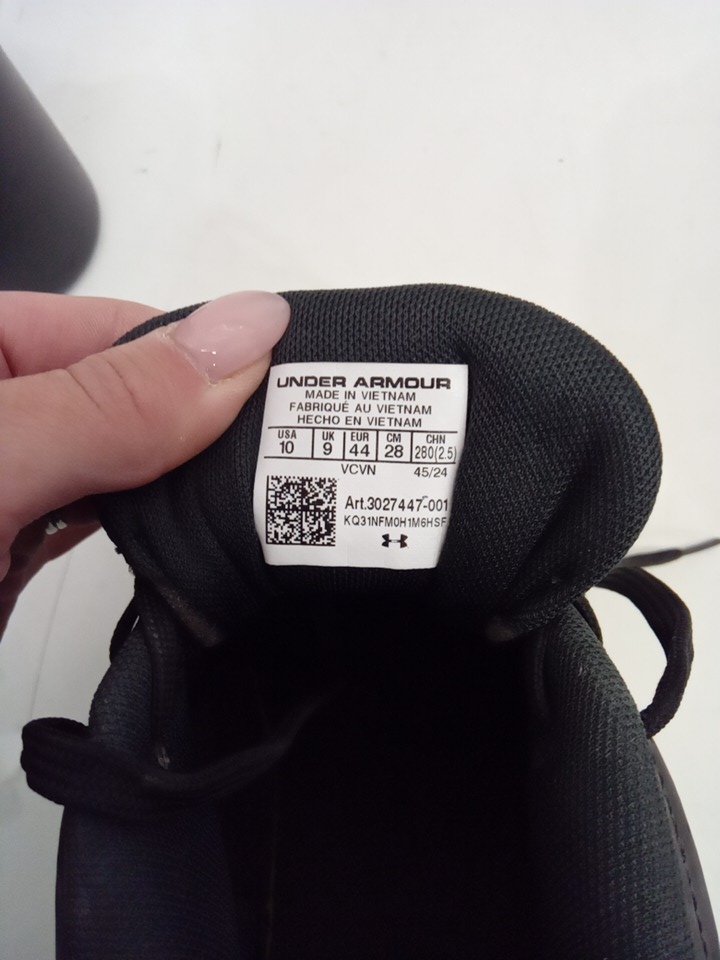 UNDER ARMOUR
MADE IN VIETNAM
FABRIQUÉ AU VIETNAM
HECHO EN VIETNAM
USA UK EUR CM CHN
10 9 44 28 280(2.5)
VCVN 45/24
Art.3027447-001
KQ31NFM0H1M6HSF